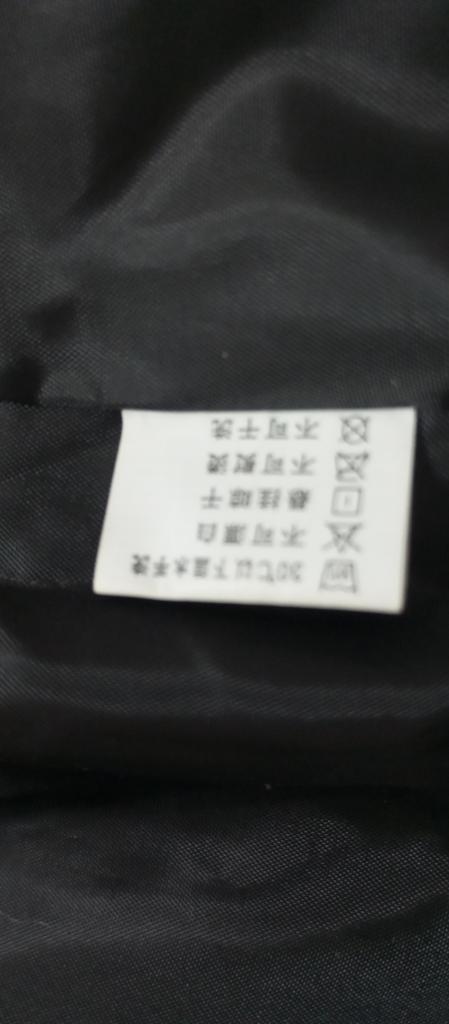 30℃以下温水手洗
不可漂白
悬挂晾干
不可熨烫
不可干洗